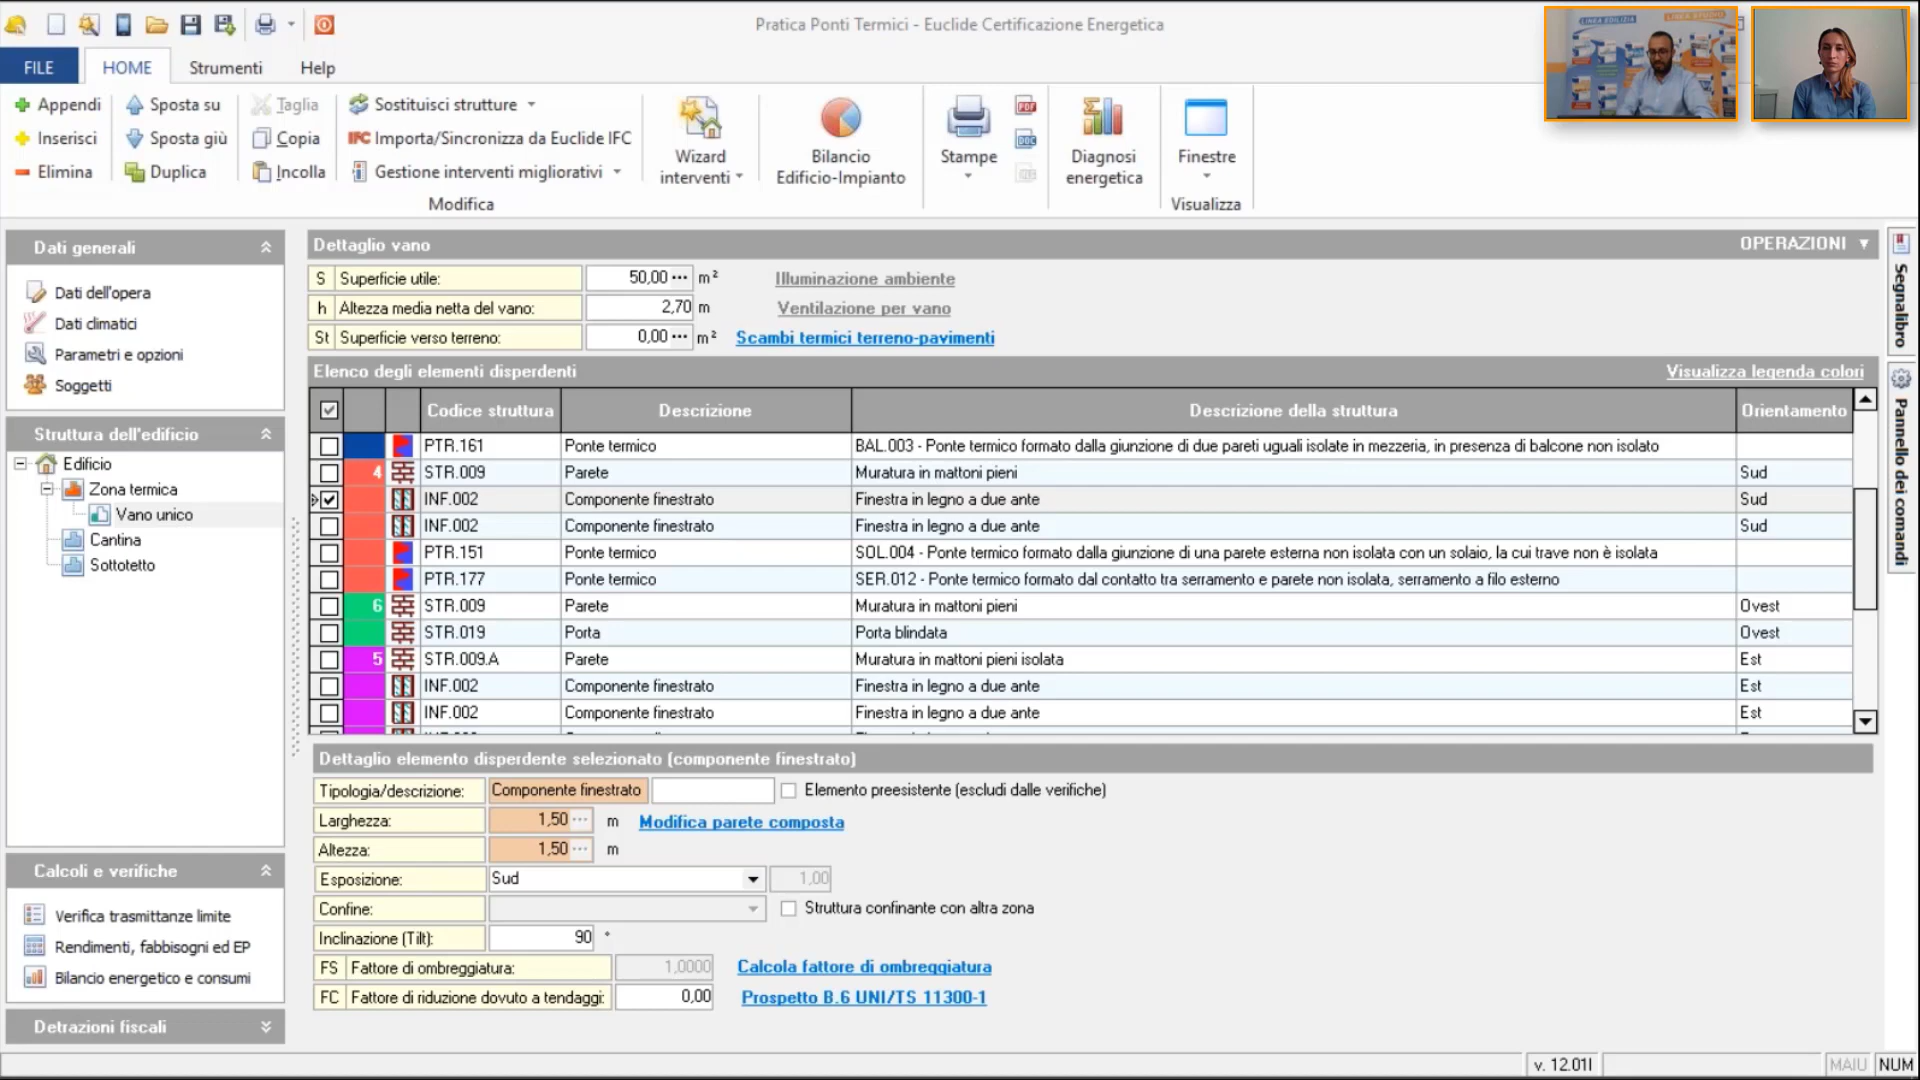 Pratica Ponti Termici - Euclide Certificazione Energetica
LINEA EDILIZIA
FILE
HOME
Strumenti
Help
Appendi
Sposta su
Taglia
Sostituisci strutture
Inserisci
Sposta giù
Copia
IFC Importa/Sincronizza da Euclide IFC
Elimina
Duplica
Incolla
Gestione interventi migliorativi
Modifica
Wizard
interventi
Bilancio
Edificio-Impianto
Stampe
PDF
DOC
Diagnosi
energetica
Finestre
Visualizza
Dati generali
Dati dell'opera
Dati climatici
Parametri e opzioni
Soggetti
Struttura dell'edificio
Edificio
Zona termica
Vano unico
Cantina
Sottotetto
Calcoli e verifiche
Verifica trasmittanze limite
Rendimenti, fabbisogni ed EP
Bilancio energetico e consumi
Detrazioni fiscali
Dettaglio vano
OPERAZIONI
S Superficie utile: 50,00 m² Illuminazione ambiente
h Altezza media netta del vano: 2,70 m Ventilazione per vano
St Superficie verso terreno: 0,00 m² Scambi termici terreno-pavimenti
Elenco degli elementi disperdenti
Visualizza legenda colori
Codice struttura Descrizione Descrizione della struttura Orientamento
PTR.161 Ponte termico BAL.003 - Ponte termico formato dalla giunzione di due pareti uguali isolate in mezzeria, in presenza di balcone non isolato
4 STR.009 Parete Muratura in mattoni pieni Sud
INF.002 Componente finestrato Finestra in legno a due ante Sud
INF.002 Componente finestrato Finestra in legno a due ante Sud
PTR.151 Ponte termico SOL.004 - Ponte termico formato dalla giunzione di una parete esterna non isolata con un solaio, la cui trave non è isolata
PTR.177 Ponte termico SER.012 - Ponte termico formato dal contatto tra serramento e parete non isolata, serramento a filo esterno
6 STR.009 Parete Muratura in mattoni pieni Ovest
STR.019 Porta Porta blindata Ovest
5 STR.009.A Parete Muratura in mattoni pieni isolata Est
INF.002 Componente finestrato Finestra in legno a due ante Est
INF.002 Componente finestrato Finestra in legno a due ante Est
Dettaglio elemento disperdente selezionato (componente finestrato)
Tipologia/descrizione: Componente finestrato Elemento preesistente (escludi dalle verifiche)
Larghezza: 1,50 m Modifica parete composta
Altezza: 1,50 m
Esposizione: Sud 1,00
Confine: Struttura confinante con altra zona
Inclinazione (Tilt): 90 °
FS Fattore di ombreggiatura: 1,0000 Calcola fattore di ombreggiatura
FC Fattore di riduzione dovuto a tendaggi: 0,00 Prospetto B.6 UNI/TS 11300-1
Segnalibro
Pannello dei comandi
v. 12.01l
MAIU
NUM